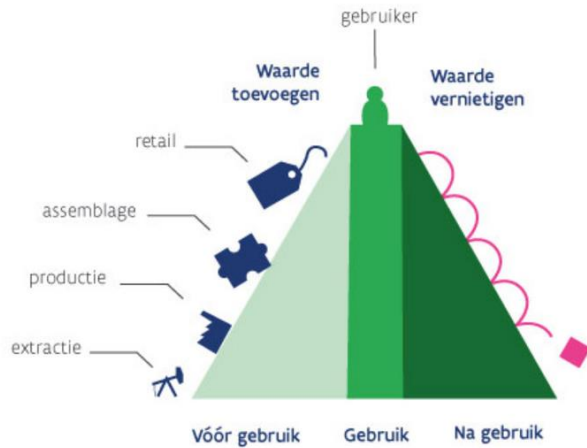 gebruiker
Waarde
toevoegen
Waarde
vernietigen
retail
assemblage
productie
extractie
Vóór gebruik
Gebruik
Na gebruik